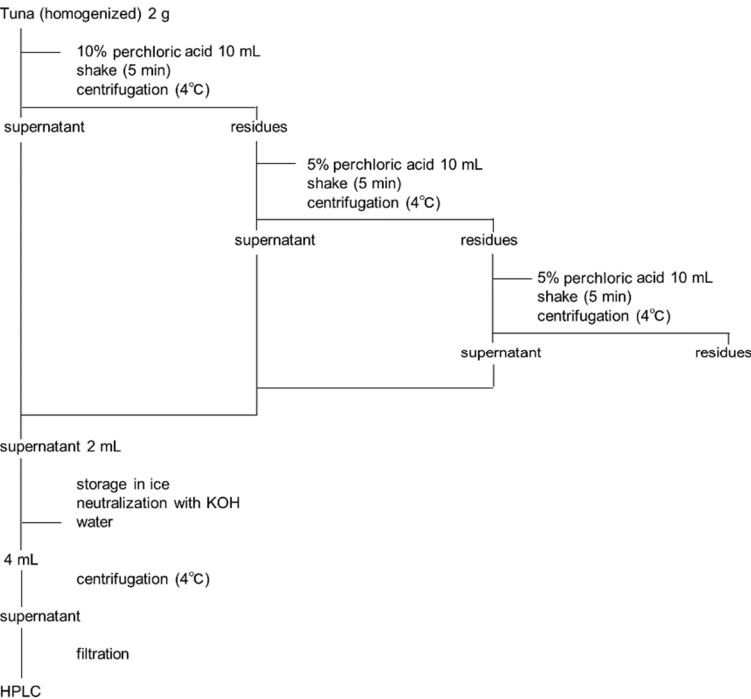 Tuna (homogenized) 2 g
10% perchloric acid 10 mL
shake (5 min)
centrifugation (4℃)
supernatant
residues
5% perchloric acid 10 mL
shake (5 min)
centrifugation (4℃)
supernatant
residues
5% perchloric acid 10 mL
shake (5 min)
centrifugation (4℃)
supernatant
residues
supernatant 2 mL
storage in ice
neutralization with KOH
water
4 mL
centrifugation (4℃)
supernatant
filtration
HPLC